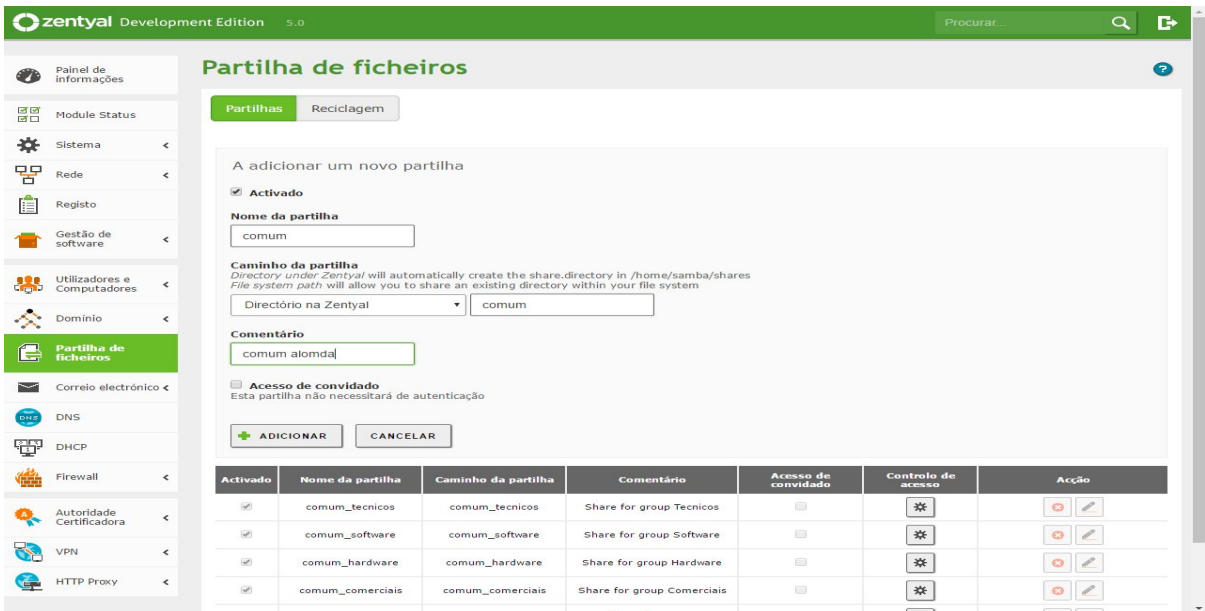 zentyal Development Edition 5.0
Procurar...
Painel de informações
Module Status
Sistema
Rede
Registo
Gestão de software
Utilizadores e Computadores
Domínio
Partilha de ficheiros
Correio electrónico
DNS
DNS
DHCP
Firewall
Autoridade Certificadora
VPN
HTTP Proxy
Partilha de ficheiros
?
Partilhas
Reciclagem
A adicionar um novo partilha
Activado
Nome da partilha
comum
Caminho da partilha
Directory under Zentyal will automatically create the share.directory in /home/samba/shares
File system path will allow you to share an existing directory within your file system
Directório na Zentyal
comum
Comentário
comum alomda
Acesso de convidado
Esta partilha não necessitará de autenticação
ADICIONAR
CANCELAR
Activado Nome da partilha Caminho da partilha Comentário Acesso de convidado Controlo de acesso Acção
comum_tecnicos comum_tecnicos Share for group Tecnicos
comum_software comum_software Share for group Software
comum_hardware comum_hardware Share for group Hardware
comum_comerciais comum_comerciais Share for group Comerciais